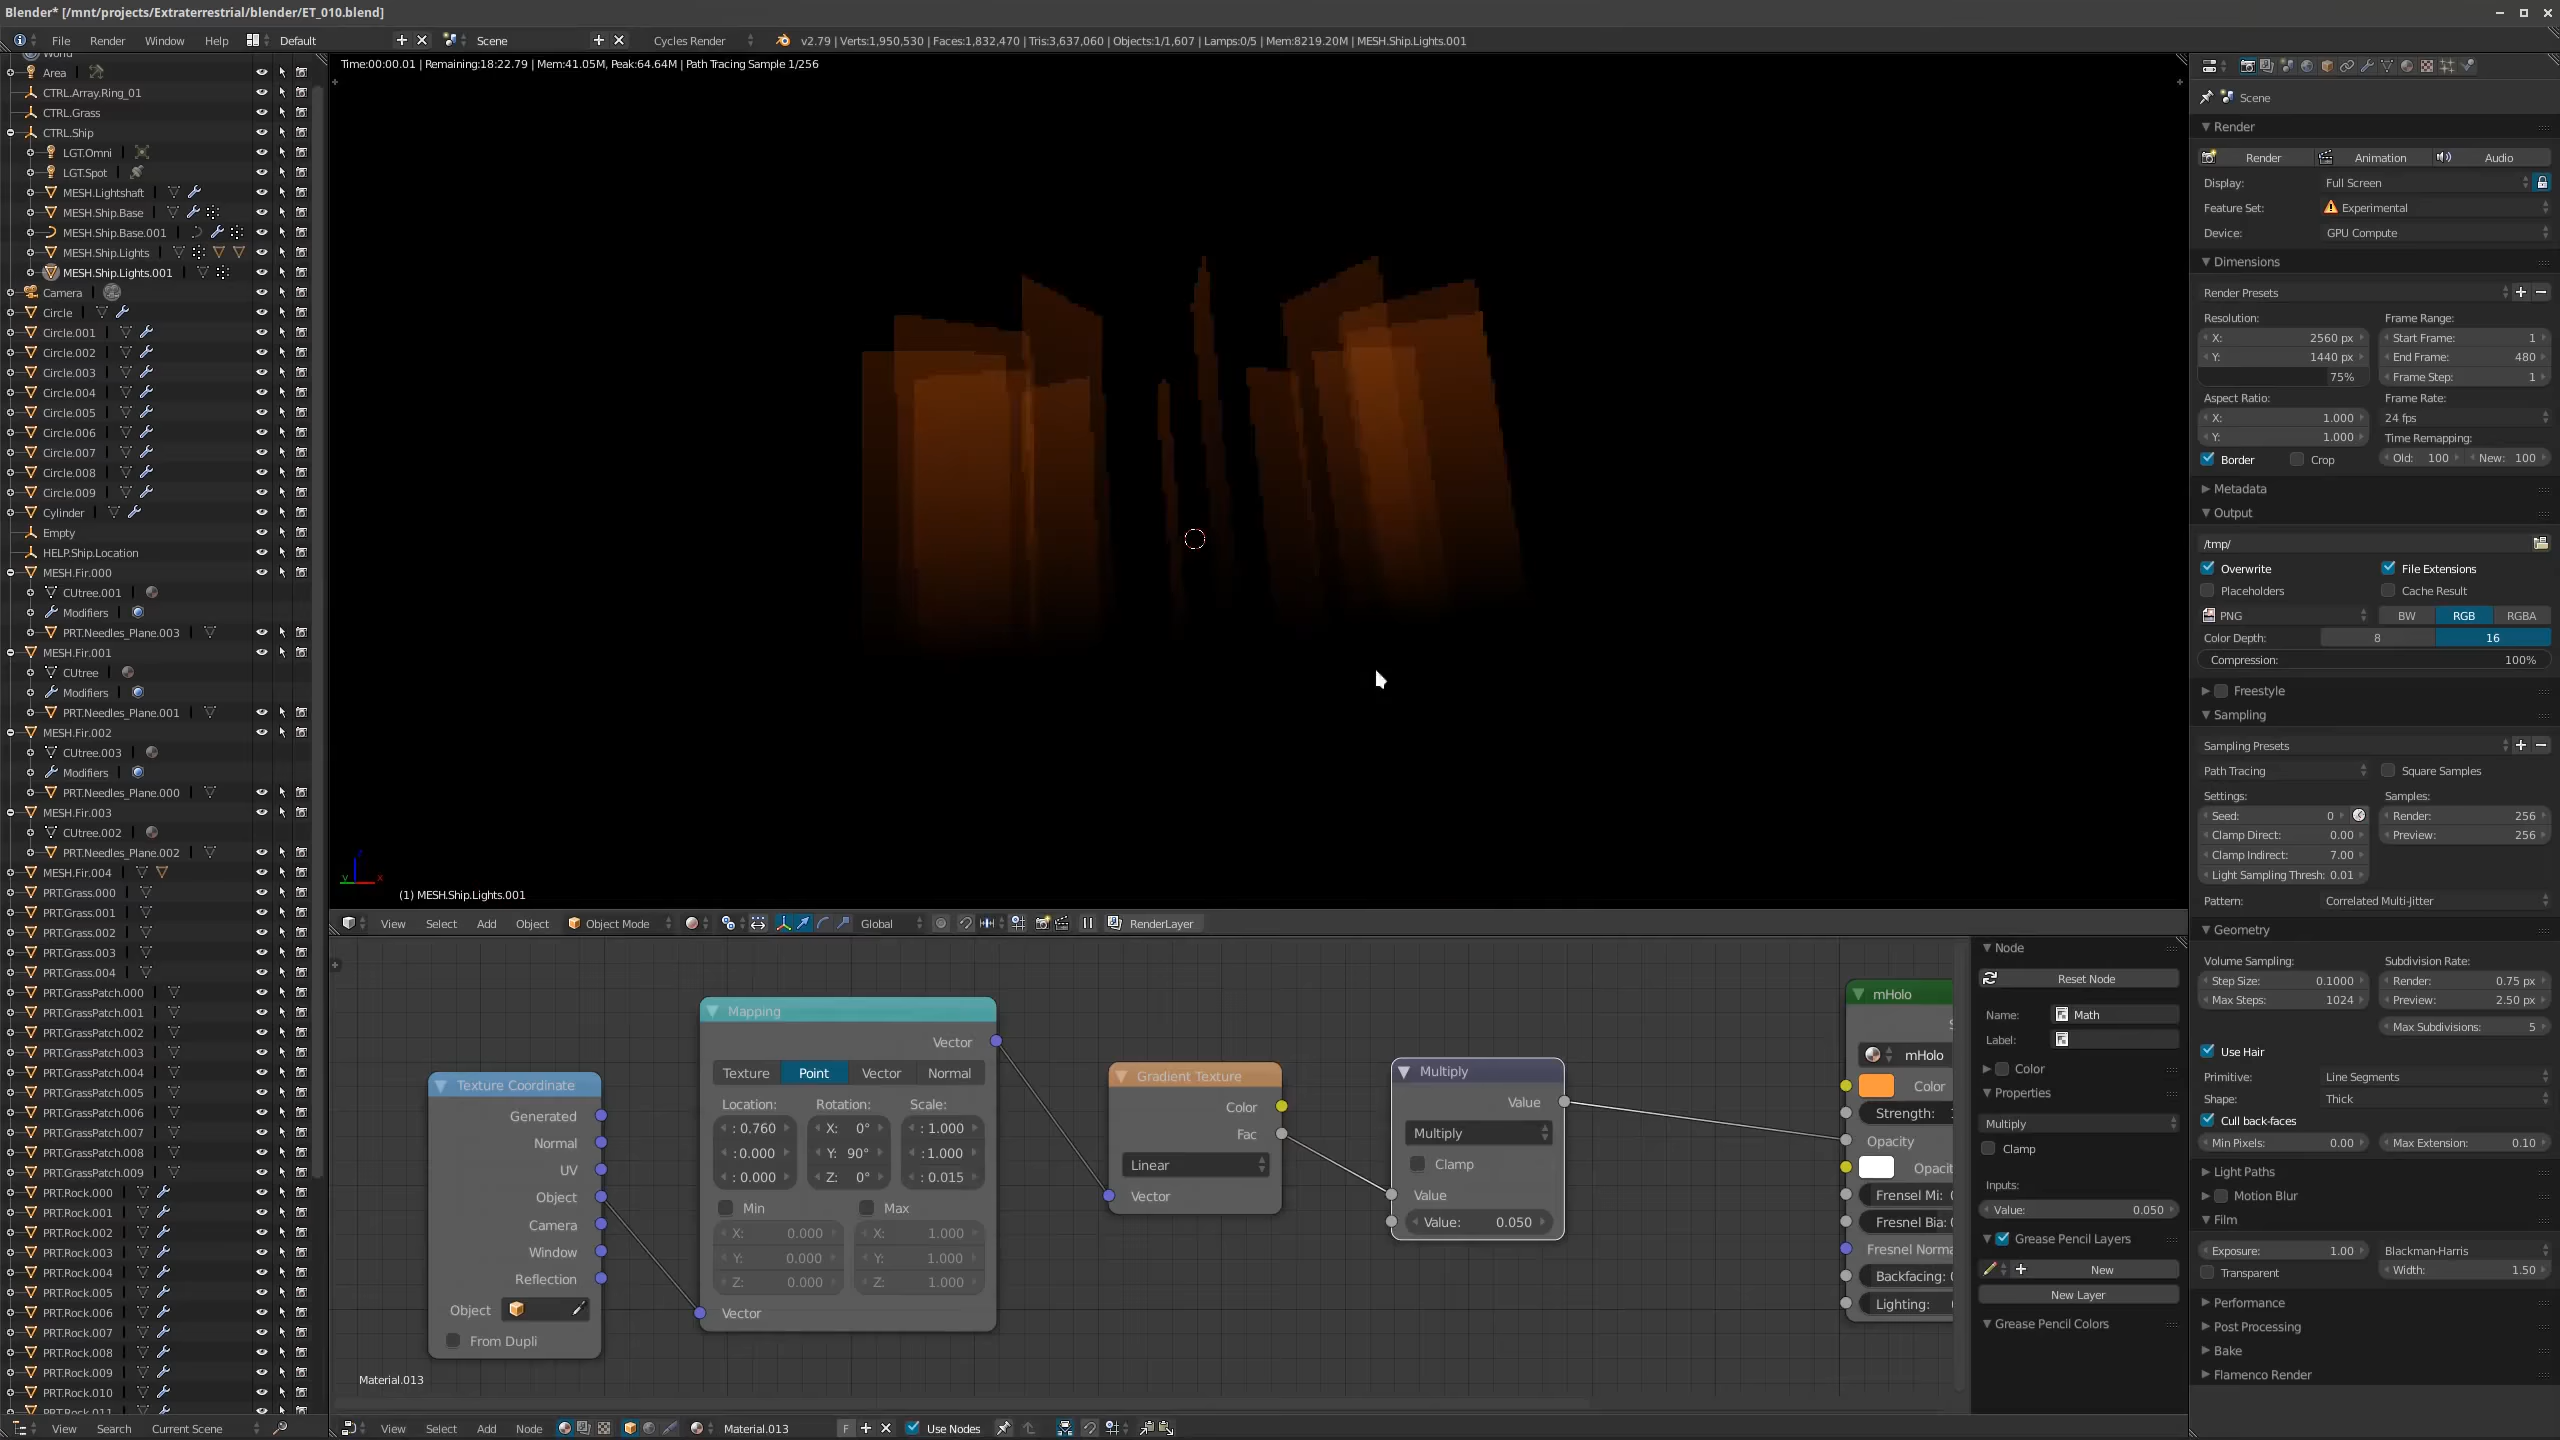 Blender* [/mnt/projects/Extraterrestrial/blender/ET_010.blend]
File Render Window Help Default Scene Cycles Render v2.79 | Verts:1,950,530 | Faces:1,832,470 | Tris:3,637,060 | Objects:1/1,607 | Lamps:0/5 | Mem:8219.20M | MESH.Ship.Lights.001
Area
CTRL.Array.Ring_01
CTRL.Grass
CTRL.Ship
LGT.Omni
LGT.Spot
MESH.Lightshaft
MESH.Ship.Base
MESH.Ship.Base.001
MESH.Ship.Lights
MESH.Ship.Lights.001
Camera
Circle
Circle.001
Circle.002
Circle.003
Circle.004
Circle.005
Circle.006
Circle.007
Circle.008
Circle.009
Cylinder
Empty
HELP.Ship.Location
MESH.Fir.000
CUtree.001
Modifiers
PRT.Needles_Plane.003
MESH.Fir.001
CUtree
Modifiers
PRT.Needles_Plane.001
MESH.Fir.002
CUtree.003
Modifiers
PRT.Needles_Plane.000
MESH.Fir.003
CUtree.002
PRT.Needles_Plane.002
MESH.Fir.004
PRT.Grass.000
PRT.Grass.001
PRT.Grass.002
PRT.Grass.003
PRT.Grass.004
PRT.GrassPatch.000
PRT.GrassPatch.001
PRT.GrassPatch.002
PRT.GrassPatch.003
PRT.GrassPatch.004
PRT.GrassPatch.005
PRT.GrassPatch.006
PRT.GrassPatch.007
PRT.GrassPatch.008
PRT.GrassPatch.009
PRT.Rock.000
PRT.Rock.001
PRT.Rock.002
PRT.Rock.003
PRT.Rock.004
PRT.Rock.005
PRT.Rock.006
PRT.Rock.007
PRT.Rock.008
PRT.Rock.009
PRT.Rock.010
PRT.Rock.011
View Search Current Scene
Time:00:00.01 | Remaining:18:22.79 | Mem:41.05M, Peak:64.64M | Path Tracing Sample 1/256
(1) MESH.Ship.Lights.001
View Select Add Object Object Mode Global RenderLayer
Texture Coordinate
Generated
Normal
UV
Object
Camera
Window
Reflection
Object
From Dupli
Mapping
Vector
Texture Point Vector Normal
Location: Rotation: Scale:
: 0.760 X: 0° : 1.000
:0.000 Y: 90° :1.000
: 0.000 Z: 0° : 0.015
Min Max
X: 0.000 X: 1.000
Y: 0.000 Y: 1.000
Z: 0.000 Z: 1.000
Vector
Gradient Texture
Color
Fac
Linear
Vector
Multiply
Value
Multiply
Clamp
Value
Value: 0.050
mHolo
mHolo
Color
Strength:
Opacity
Opacit
Frensel Mi:
Fresnel Bia:
Fresnel Norma
Backfacing:
Lighting:
Material.013
View Select Add Node Material.013 F Use Nodes
Node
Reset Node
Name: Math
Label:
Color
Properties
Multiply
Clamp
Inputs:
Value: 0.050
Grease Pencil Layers
New
New Layer
Grease Pencil Colors
Scene
Render
Render Animation Audio
Display: Full Screen
Feature Set: Experimental
Device: GPU Compute
Dimensions
Render Presets
Resolution: Frame Range:
X: 2560 px Start Frame: 1
Y: 1440 px End Frame: 480
75% Frame Step: 1
Aspect Ratio: Frame Rate:
X: 1.000 24 fps
Y: 1.000 Time Remapping:
Border Crop Old: 100 New: 100
Metadata
Output
/tmp/
Overwrite File Extensions
Placeholders Cache Result
PNG BW RGB RGBA
Color Depth: 8 16
Compression: 100%
Freestyle
Sampling
Sampling Presets
Path Tracing Square Samples
Settings: Samples:
Seed: 0 Render: 256
Clamp Direct: 0.00 Preview: 256
Clamp Indirect: 7.00
Light Sampling Thresh: 0.01
Pattern: Correlated Multi-Jitter
Geometry
Volume Sampling: Subdivision Rate:
Step Size: 0.1000 Render: 0.75 px
Max Steps: 1024 Preview: 2.50 px
Max Subdivisions: 5
Use Hair
Primitive: Line Segments
Shape: Thick
Cull back-faces
Min Pixels: 0.00 Max Extension: 0.10
Light Paths
Motion Blur
Film
Exposure: 1.00 Blackman-Harris
Transparent Width: 1.50
Performance
Post Processing
Bake
Flamenco Render